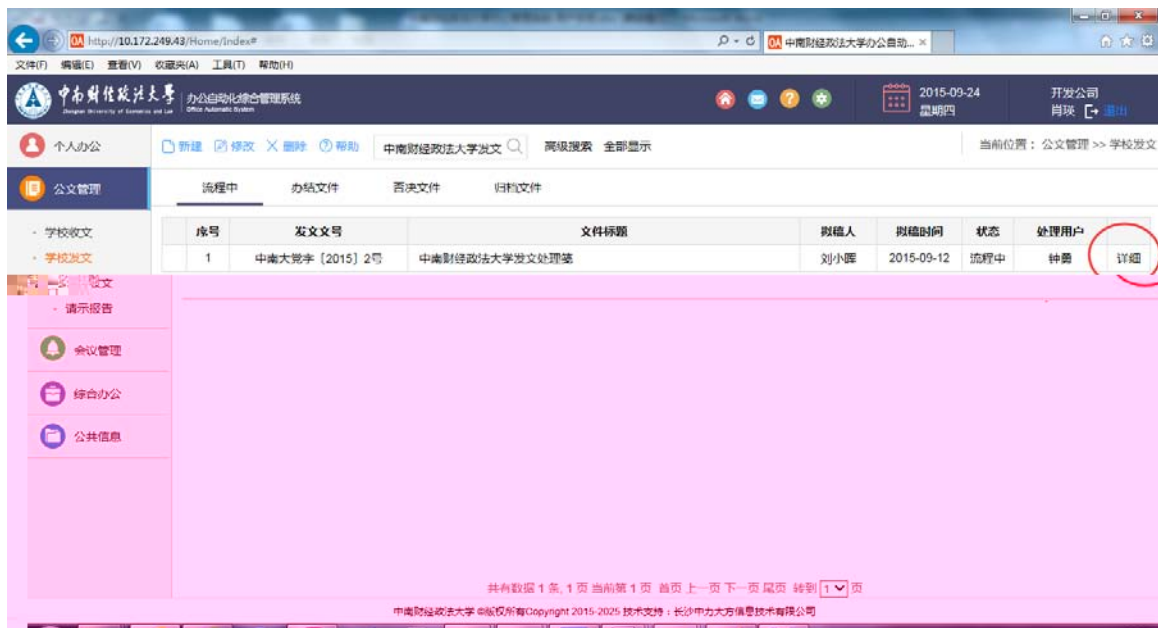 http://10.172.249.43/Home/Index#
中南财经政法大学办公自动...
文件(F) 编辑(E) 查看(V) 收藏夹(A) 工具(T) 帮助(H)
中南财经政法大学 办公自动化综合管理系统
Office Automatic System
2015-09-24
星期四
开发公司
肖瑛 退出
个人办公
新建 修改 删除 帮助 中南财经政法大学发文 高级搜索 全部显示
当前位置：公文管理 >> 学校发文
公文管理
流程中 办结文件 否决文件 归档文件
· 学校收文
· 学校发文
序号 发文文号 文件标题 拟稿人 拟稿时间 状态 处理用户
1 中南大党字〔2015〕2号 中南财经政法大学发文处理笺 刘小晖 2015-09-12 流程中 钟勇 详细
发文
· 请示报告
会议管理
综合办公
公共信息
共有数据 1 条, 1 页 当前第 1 页 首页 上一页 下一页 尾页 转到 1 页
中南财经政法大学 ©版权所有Copyright 2015-2025 技术支持：长沙中力大方信息技术有限公司